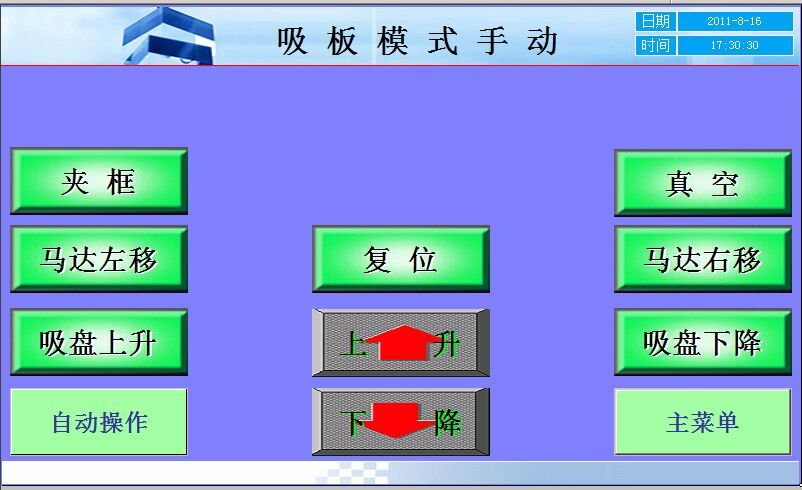 吸板模式手动
日期 2011-8-16
时间 17:30:30
夹框
真空
马达左移
复位
马达右移
吸盘上升
上升
吸盘下降
自动操作
下降
主菜单